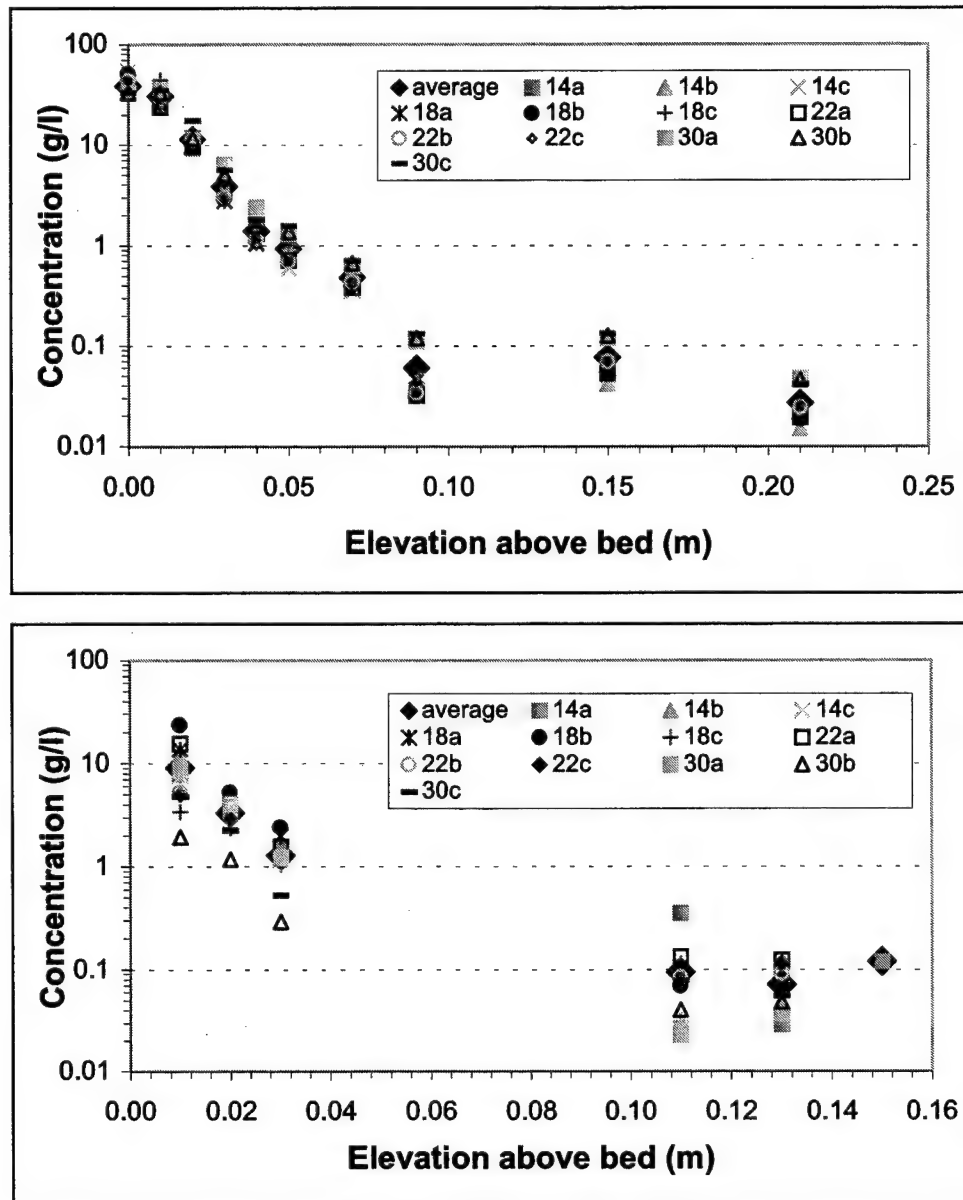 100
10
1
0.1
0.01
Concentration (g/l)
average 14a 14b 14c
18a 18b 18c 22a
22b 22c 30a 30b
30c
0.00 0.05 0.10 0.15 0.20 0.25
Elevation above bed (m)
100
10
1
0.1
0.01
Concentration (g/l)
average 14a 14b 14c
18a 18b 18c 22a
22b 22c 30a 30b
30c
0.00 0.02 0.04 0.06 0.08 0.10 0.12 0.14 0.16
Elevation above bed (m)